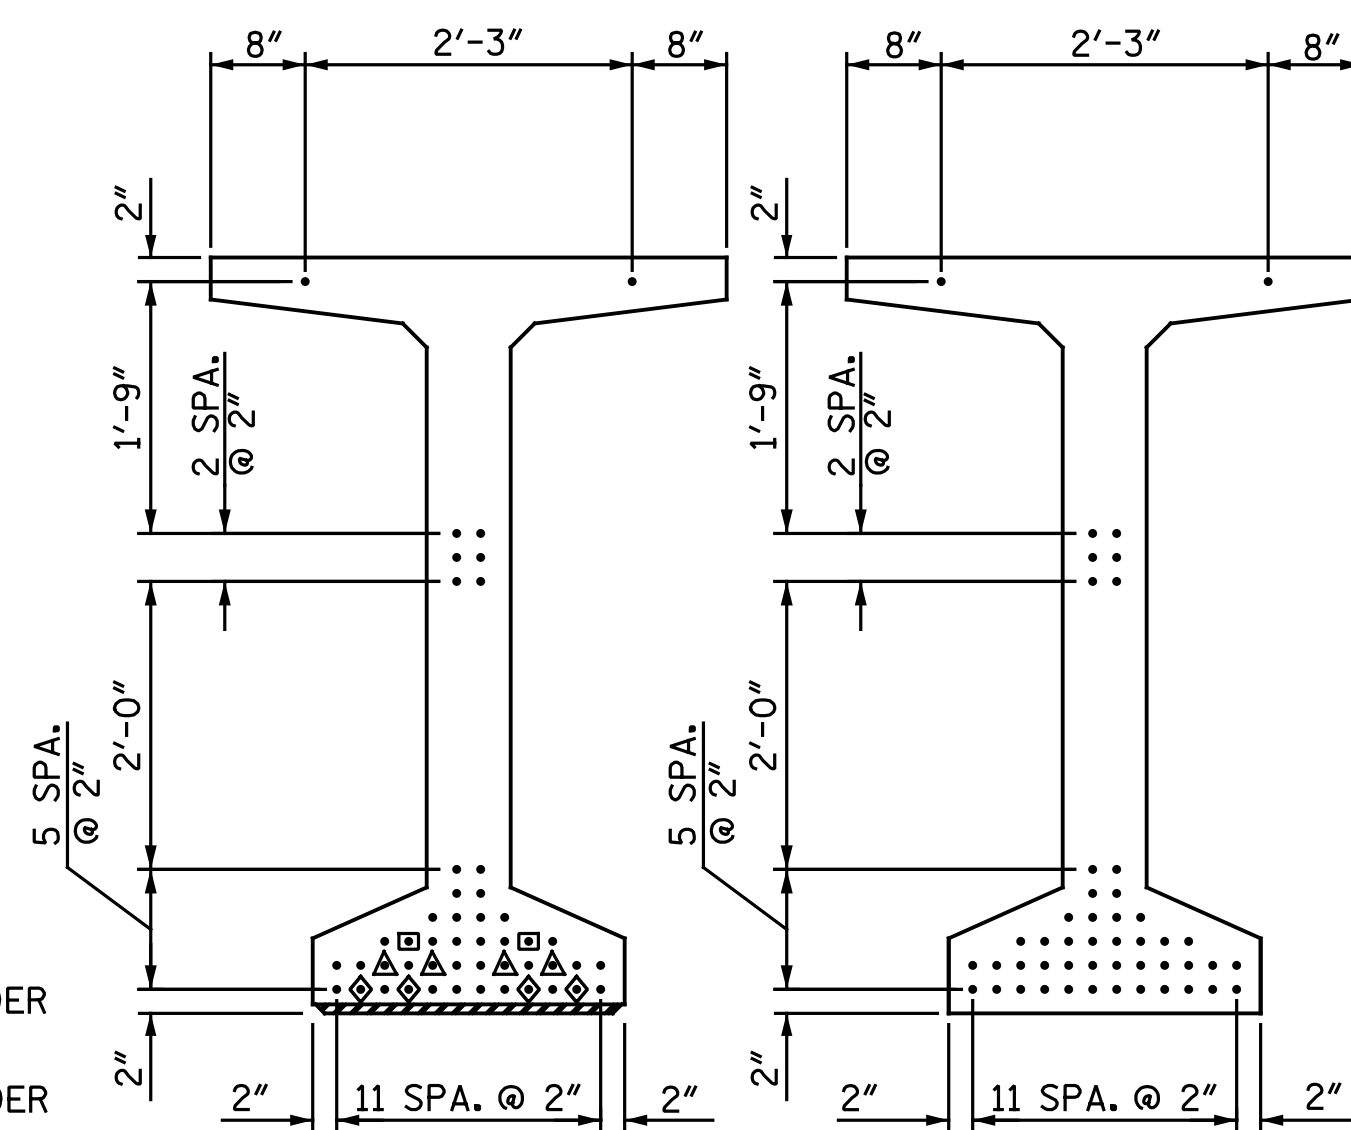 8" 2'-3" 8" 8" 2'-3" 8"
2" 2"
1'-9" 2 SPA. 1'-9" 2 SPA.
@ 2" @ 2"
5 SPA. 2'-0" 5 SPA. 2'-0"
@ 2" @ 2"
DER
2" 2"
DER 2" 11 SPA. @ 2" 2" 2" 11 SPA. @ 2" 2"